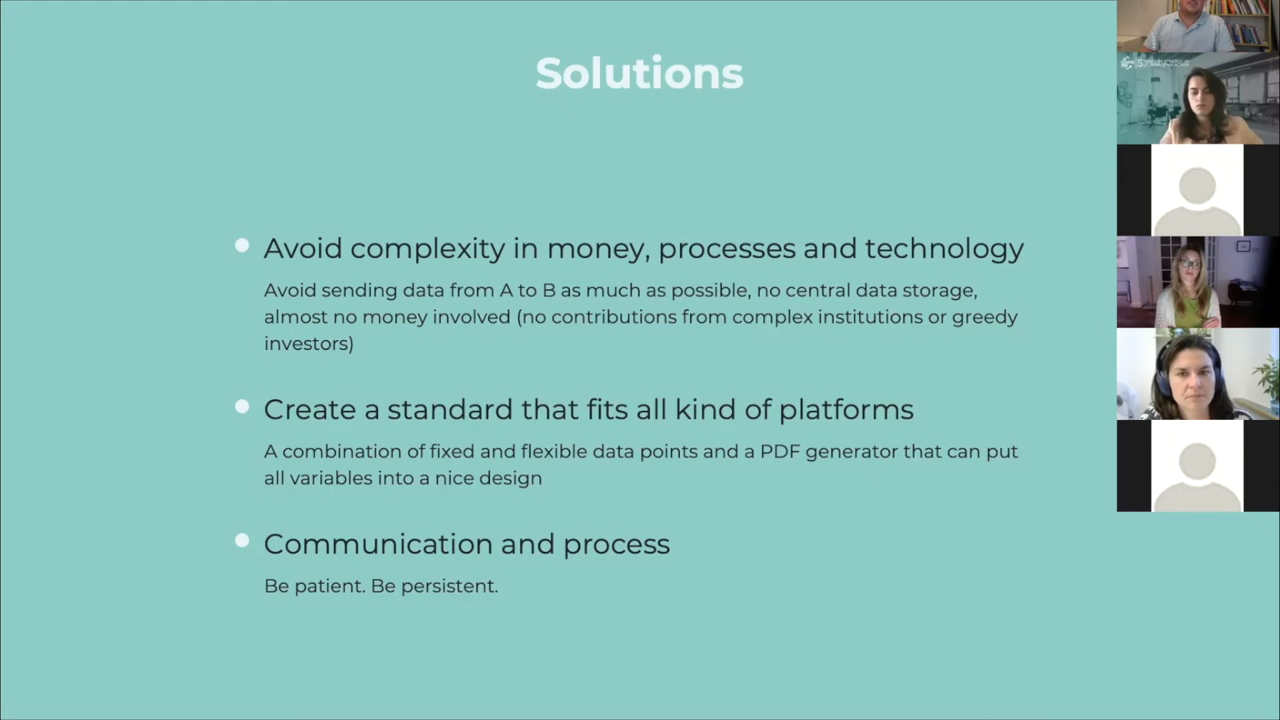 Solutions
Avoid complexity in money, processes and technology
Avoid sending data from A to B as much as possible, no central data storage,
almost no money involved (no contributions from complex institutions or greedy
investors)
Create a standard that fits all kind of platforms
A combination of fixed and flexible data points and a PDF generator that can put
all variables into a nice design
Communication and process
Be patient. Be persistent.